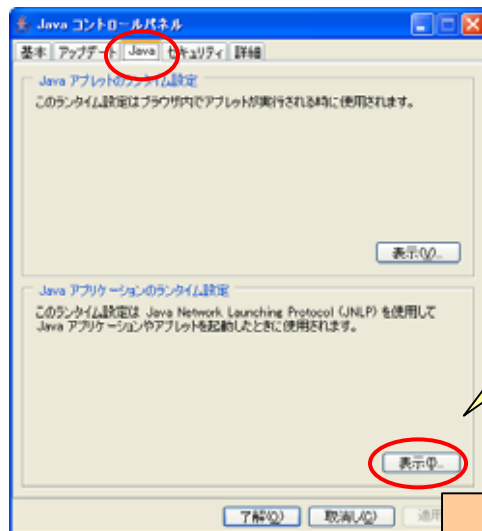 Java コントロールパネル
基本 アップデート Java セキュリティ 詳細
Java アプレットのランタイム設定
このランタイム設定はブラウザ内でアプレットが実行される時に使用されます。
表示(V)...
Java アプリケーションのランタイム設定
このランタイム設定は Java Network Launching Protocol (JNLP) を使用して
Java アプリケーションやアプレットを起動したときに使用されます。
表示(I)...
了解(O) 取消し(C) 適用